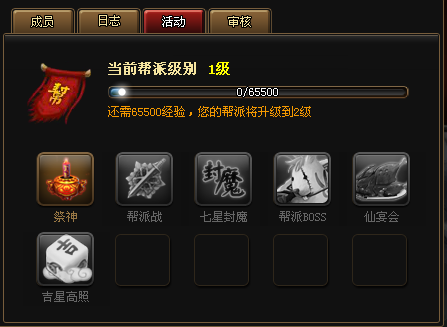 成员 日志 活动 审核
幫
当前帮派级别 1级
0/65500
还需65500经验，您的帮派将升级到2级
封魔
祭神 帮派战 七星封魔 帮派BOSS 仙宴会
吉
吉星高照